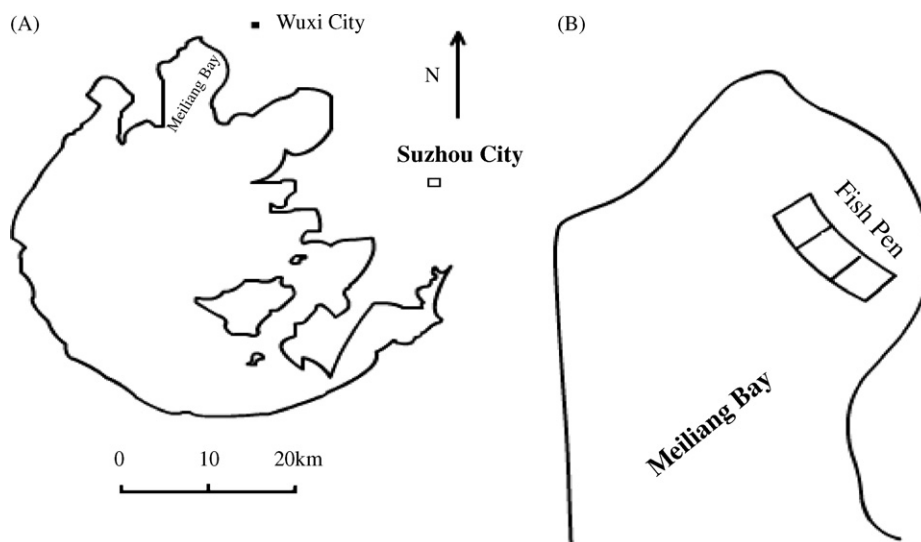 (A)
Wuxi City
Meiliang Bay
N
Suzhou City
0 10 20km
(B)
Fish Pen
Meiliang Bay